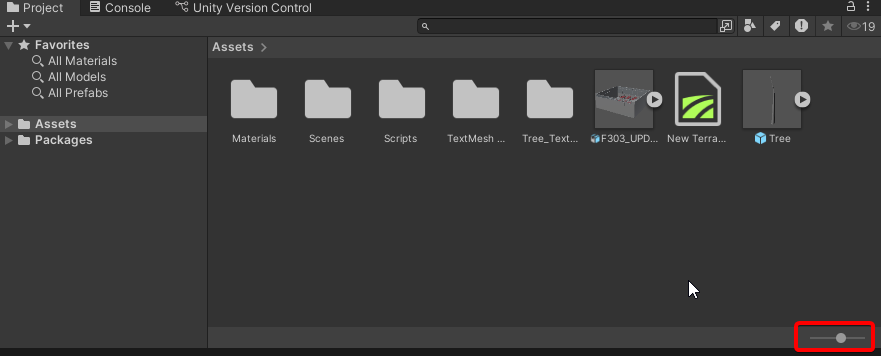 Project Console Unity Version Control
19
Favorites
All Materials
All Models
All Prefabs
Assets
Packages
Assets
Materials Scenes Scripts TextMesh ... Tree_Text... F303_UPD... New Terra... Tree